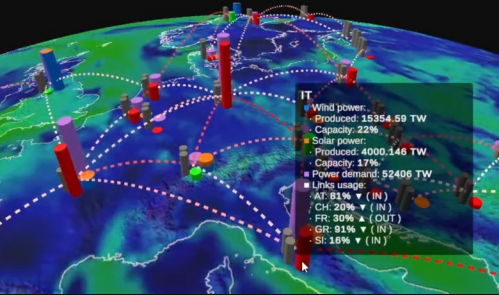 IT
Wind power:
· Produced: 15354.59 TW
· Capacity: 22%
Solar power:
· Produced: 4000.146 TW
· Capacity: 17%
Power demand: 52406 TW
Links usage:
· AT: 81% ▼ ( IN )
· CH: 20% ▼ ( IN )
· FR: 30% ▲ ( OUT )
· GR: 91% ▼ ( IN )
· SI: 16% ▼ ( IN )